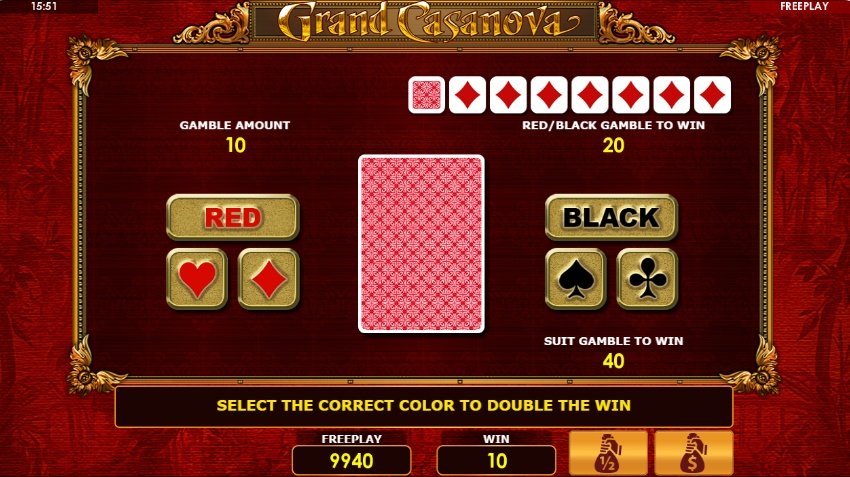 15:51
Grand Casanova
FREEPLAY
GAMBLE AMOUNT
10
RED/BLACK GAMBLE TO WIN
20
RED
BLACK
SUIT GAMBLE TO WIN
40
SELECT THE CORRECT COLOR TO DOUBLE THE WIN
FREEPLAY
9940
WIN
10
½
$